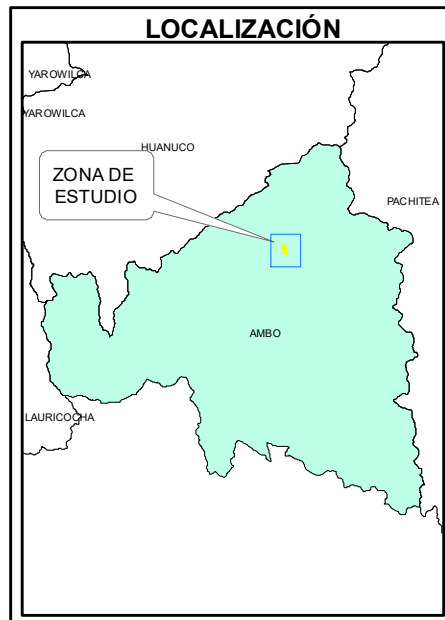 LOCALIZACIÓN
YAROWILCA
YAROWILCA
HUANUCO
ZONA DE
ESTUDIO
PACHITEA
AMBO
LAURICOCHA